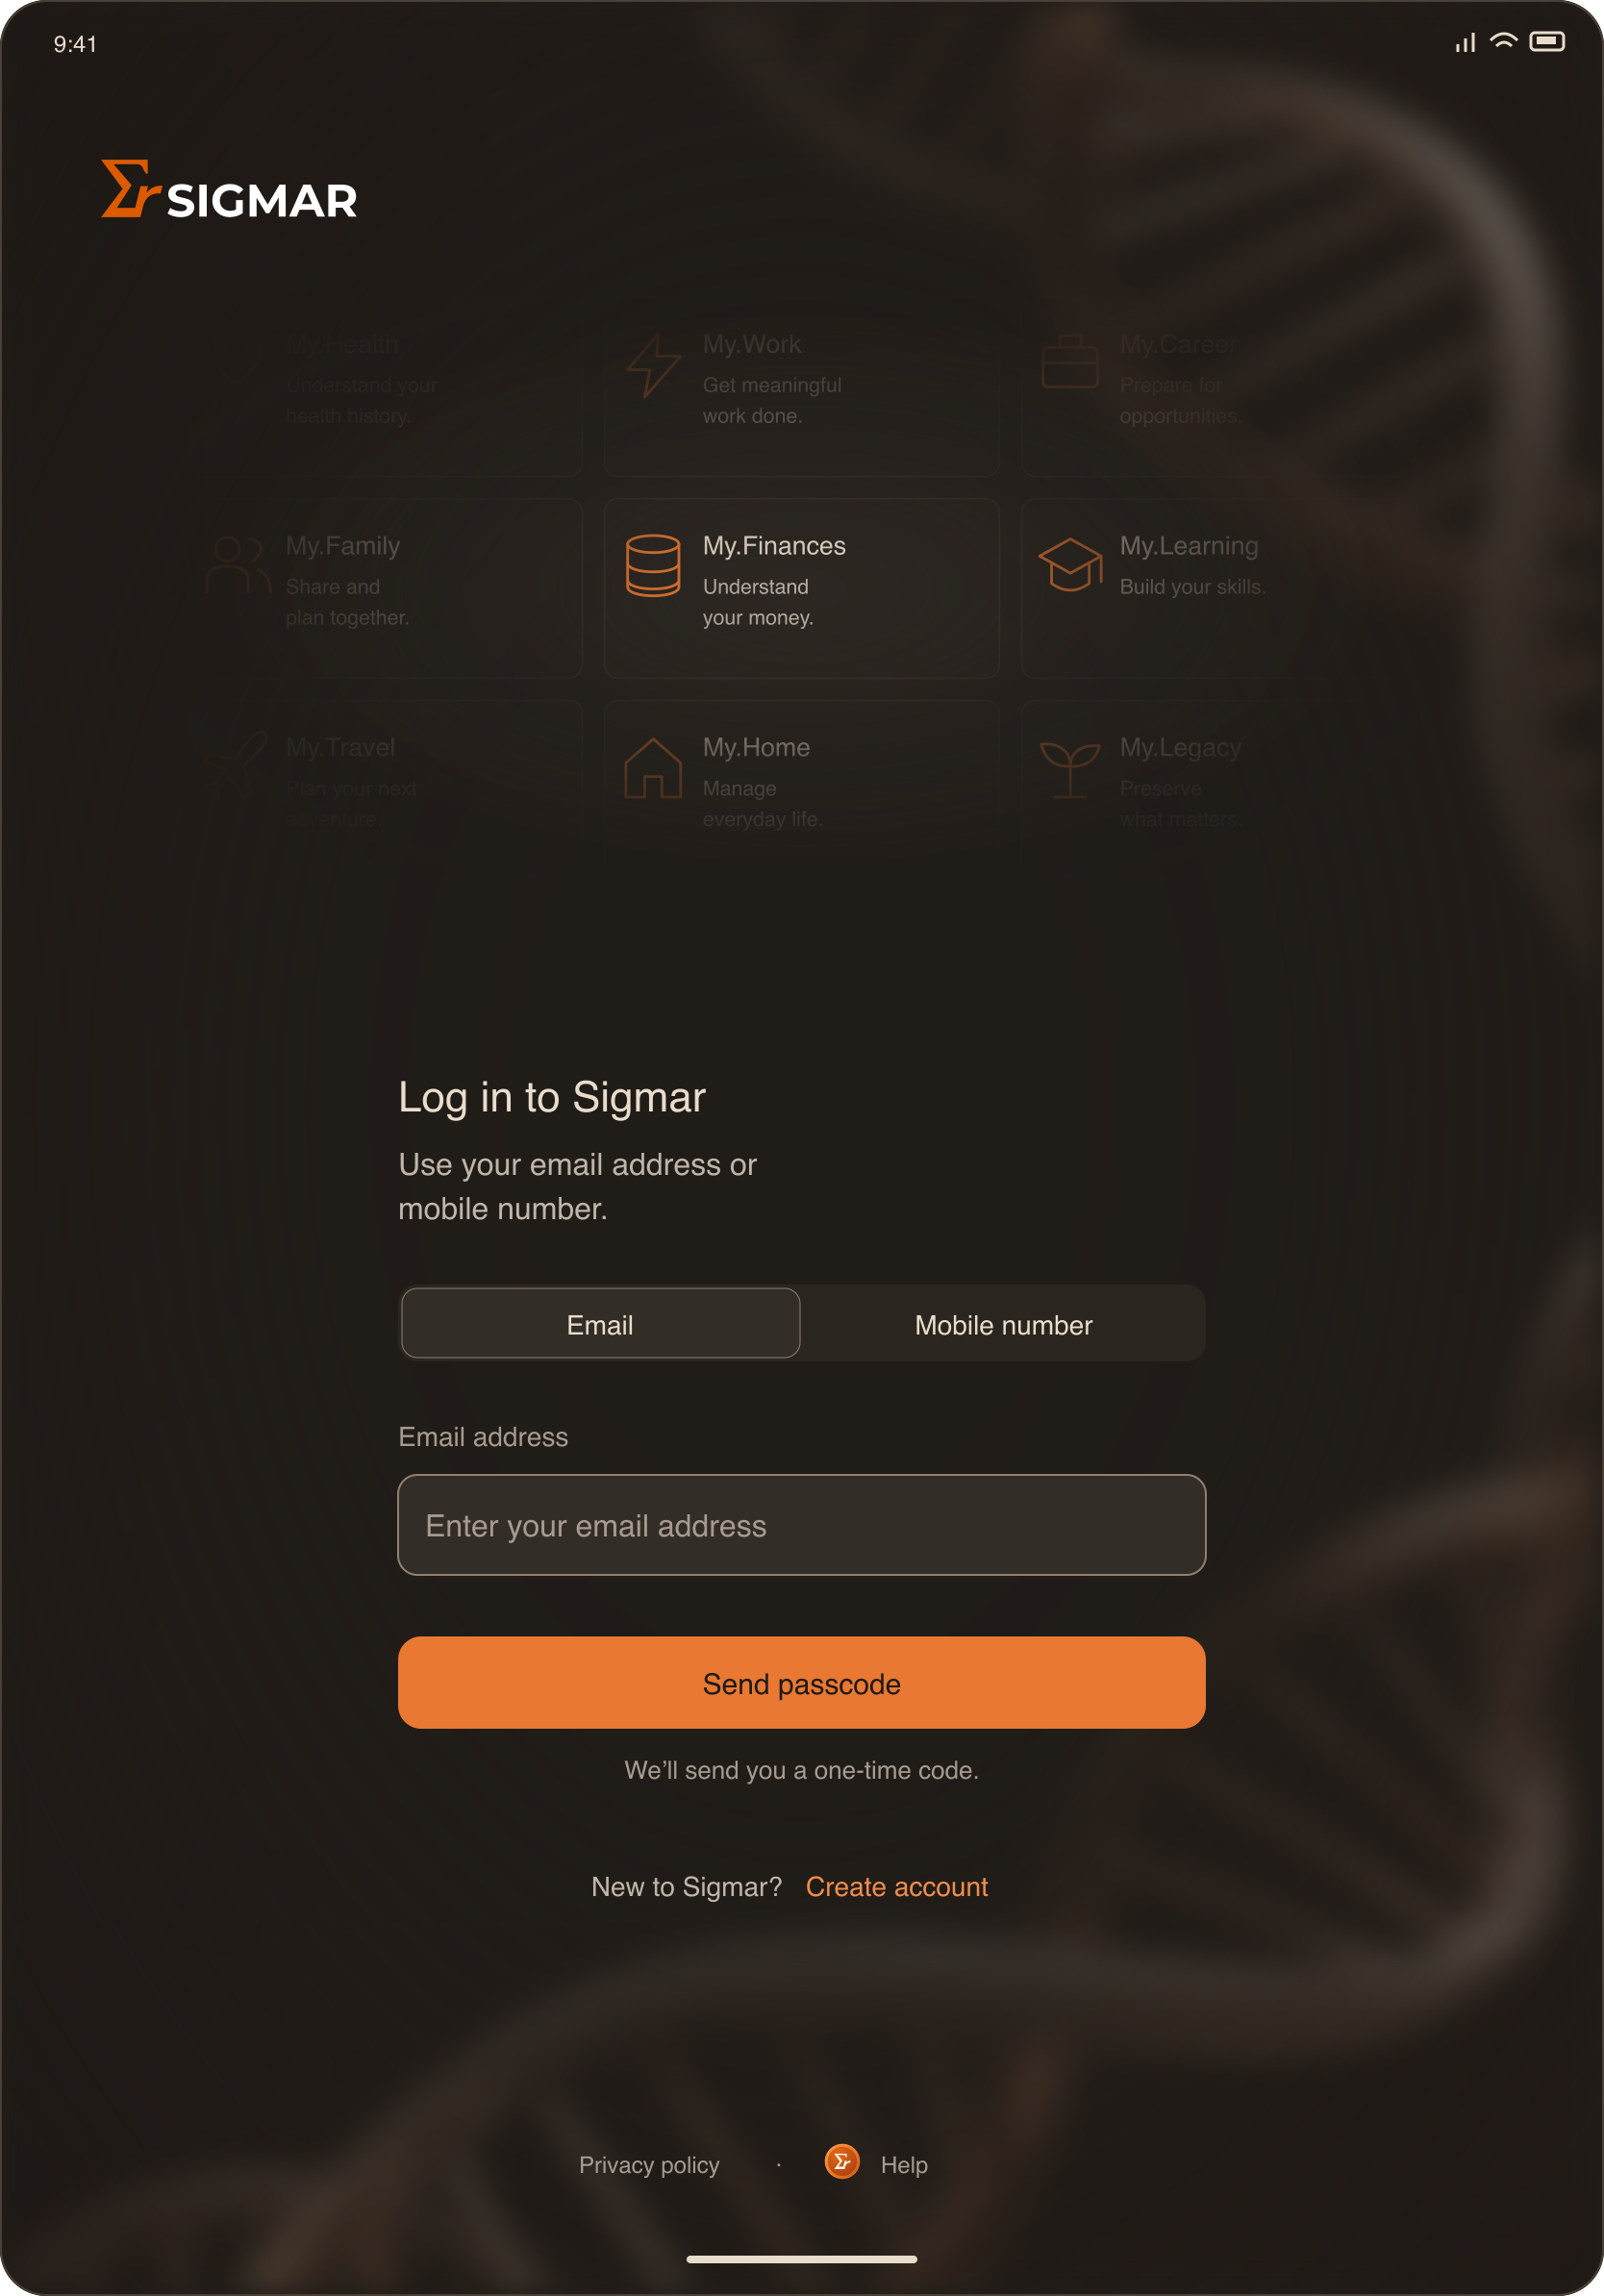 9:41
SIGMAR
My.Health
Understand your
health history.
My.Work
Get meaningful
work done.
My.Career
Prepare for
opportunities.
My.Family
Share and
plan together.
My.Finances
Understand
your money.
My.Learning
Build your skills.
My.Travel
Plan your next
adventure.
My.Home
Manage
everyday life.
My.Legacy
Preserve
what matters.
Log in to Sigmar
Use your email address or
mobile number.
Email
Mobile number
Email address
Enter your email address
Send passcode
We’ll send you a one-time code.
New to Sigmar? Create account
Privacy policy · Help